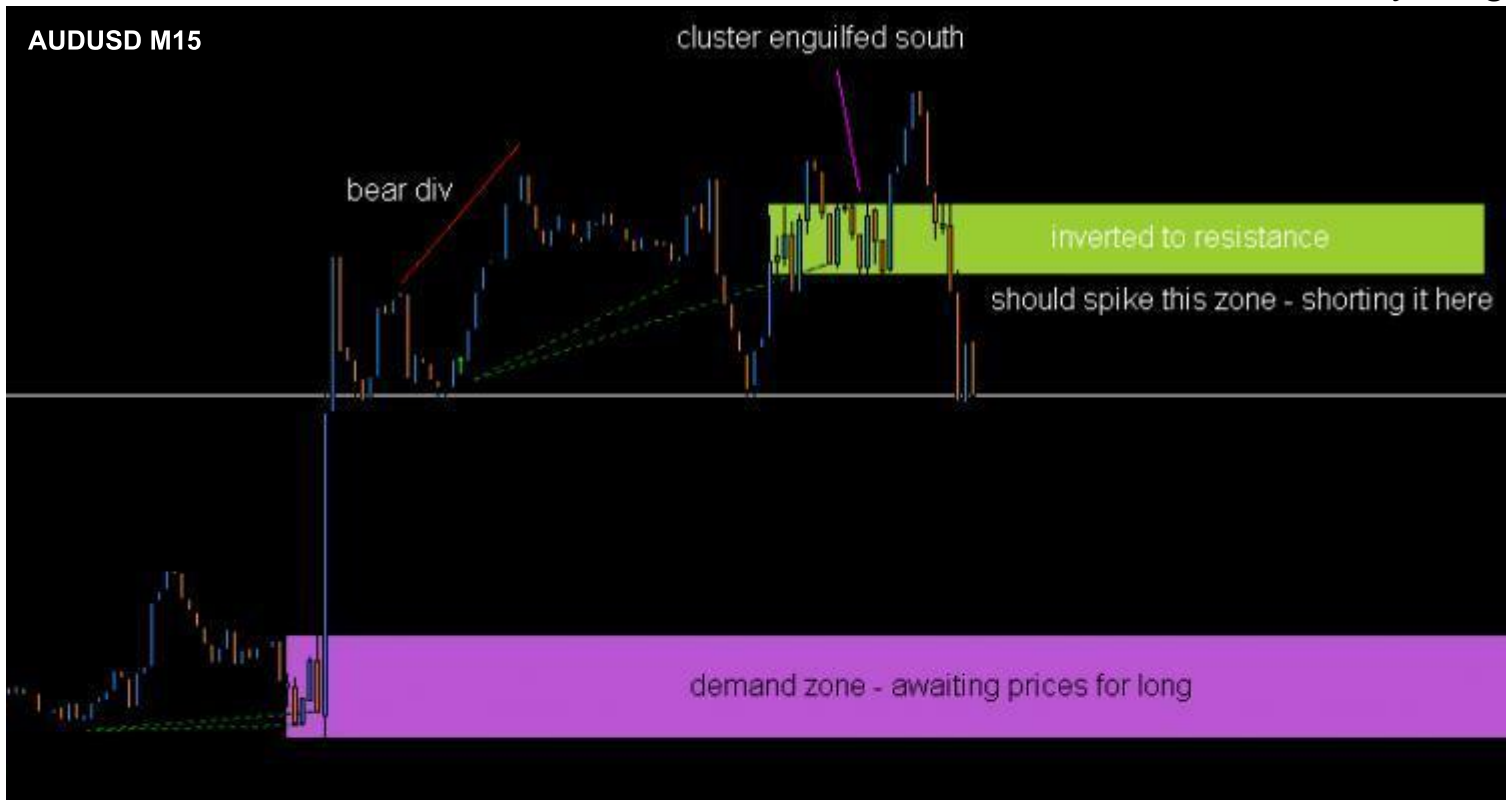 AUDUSD M15
cluster enguilfed south
bear div
inverted to resistance
should spike this zone - shorting it here
demand zone - awaiting prices for long